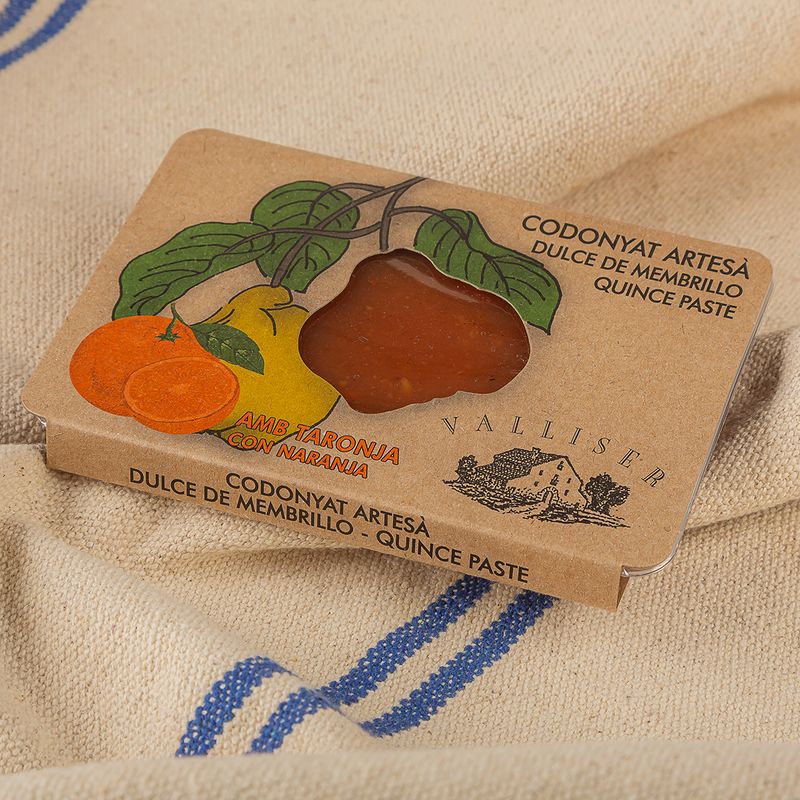 CODONYAT ARTESÀ
DULCE DE MEMBRILLO
QUINCE PASTE
AMB TARONJA
CON NARANJA
VALLISER
CODONYAT ARTESÀ
DULCE DE MEMBRILLO - QUINCE PASTE